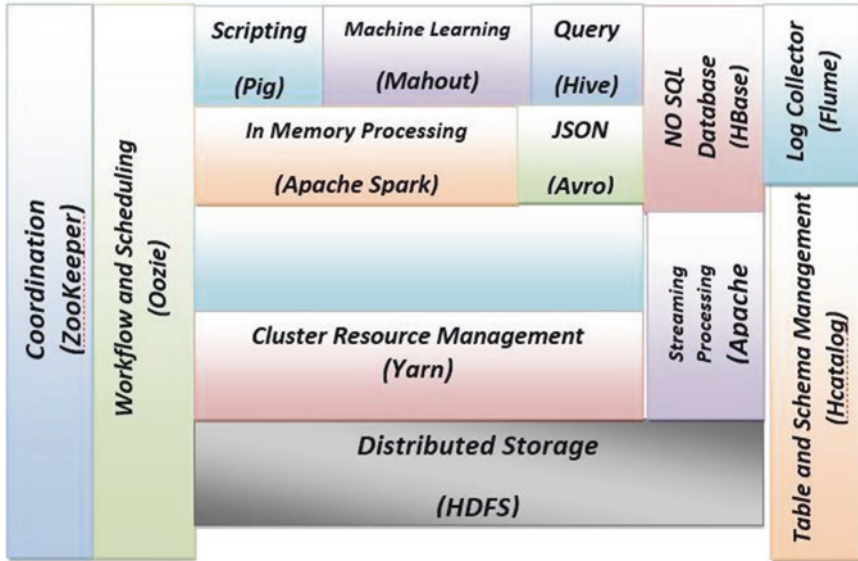 Coordination
(ZooKeeper)
Workflow and Scheduling
(Oozie)
Scripting
(Pig)
Machine Learning
(Mahout)
Query
(Hive)
In Memory Processing
(Apache Spark)
JSON
(Avro)
Cluster Resource Management
(Yarn)
Distributed Storage
(HDFS)
NO SQL
Database
(HBase)
Streaming
Processing
(Apache
Log Collector
(Flume)
Table and Schema Management
(Hcatalog)